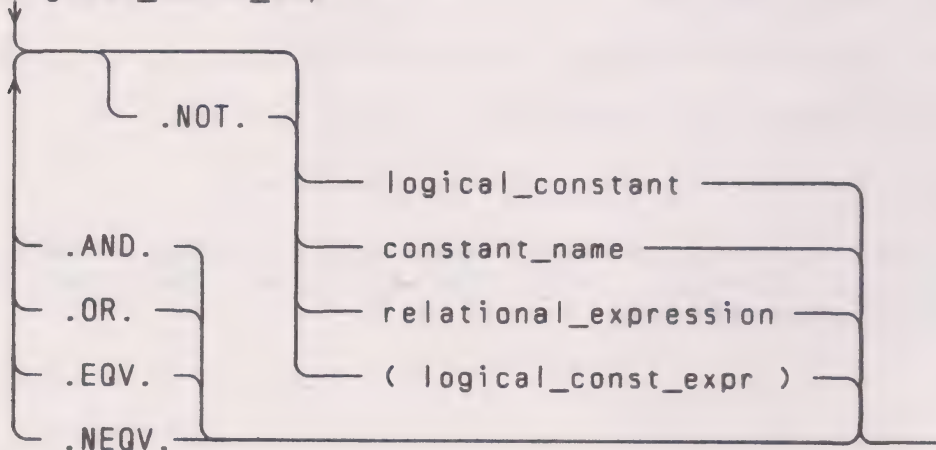 .NOT.
logical_constant
.AND.
constant_name
.OR.
relational_expression
.EQV.
( logical_const_expr )
.NEQV.